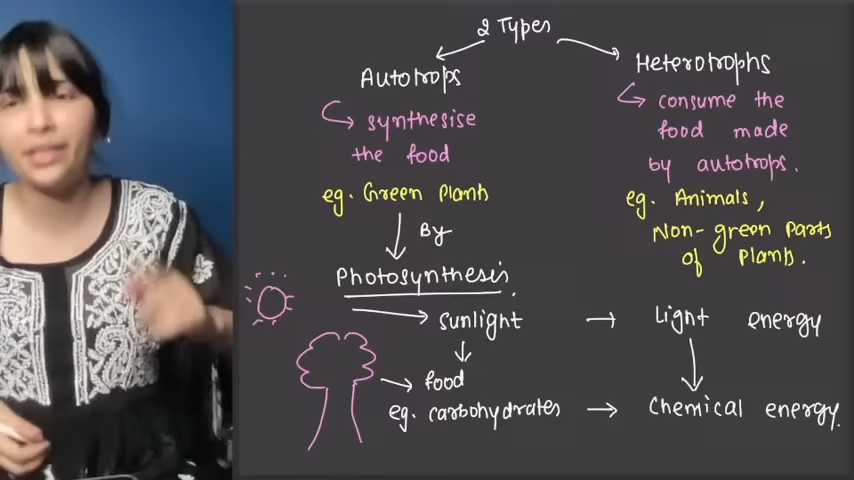 2 Types
Autotrops
synthesise
the food
eg. Green Plants
By
Photosynthesis
sunlight
food
eg. carbohydrates
Heterotrophs
consume the
food made
by autotrops.
eg. Animals,
Non-green Parts
of Plants.
Light energy
Chemical energy.